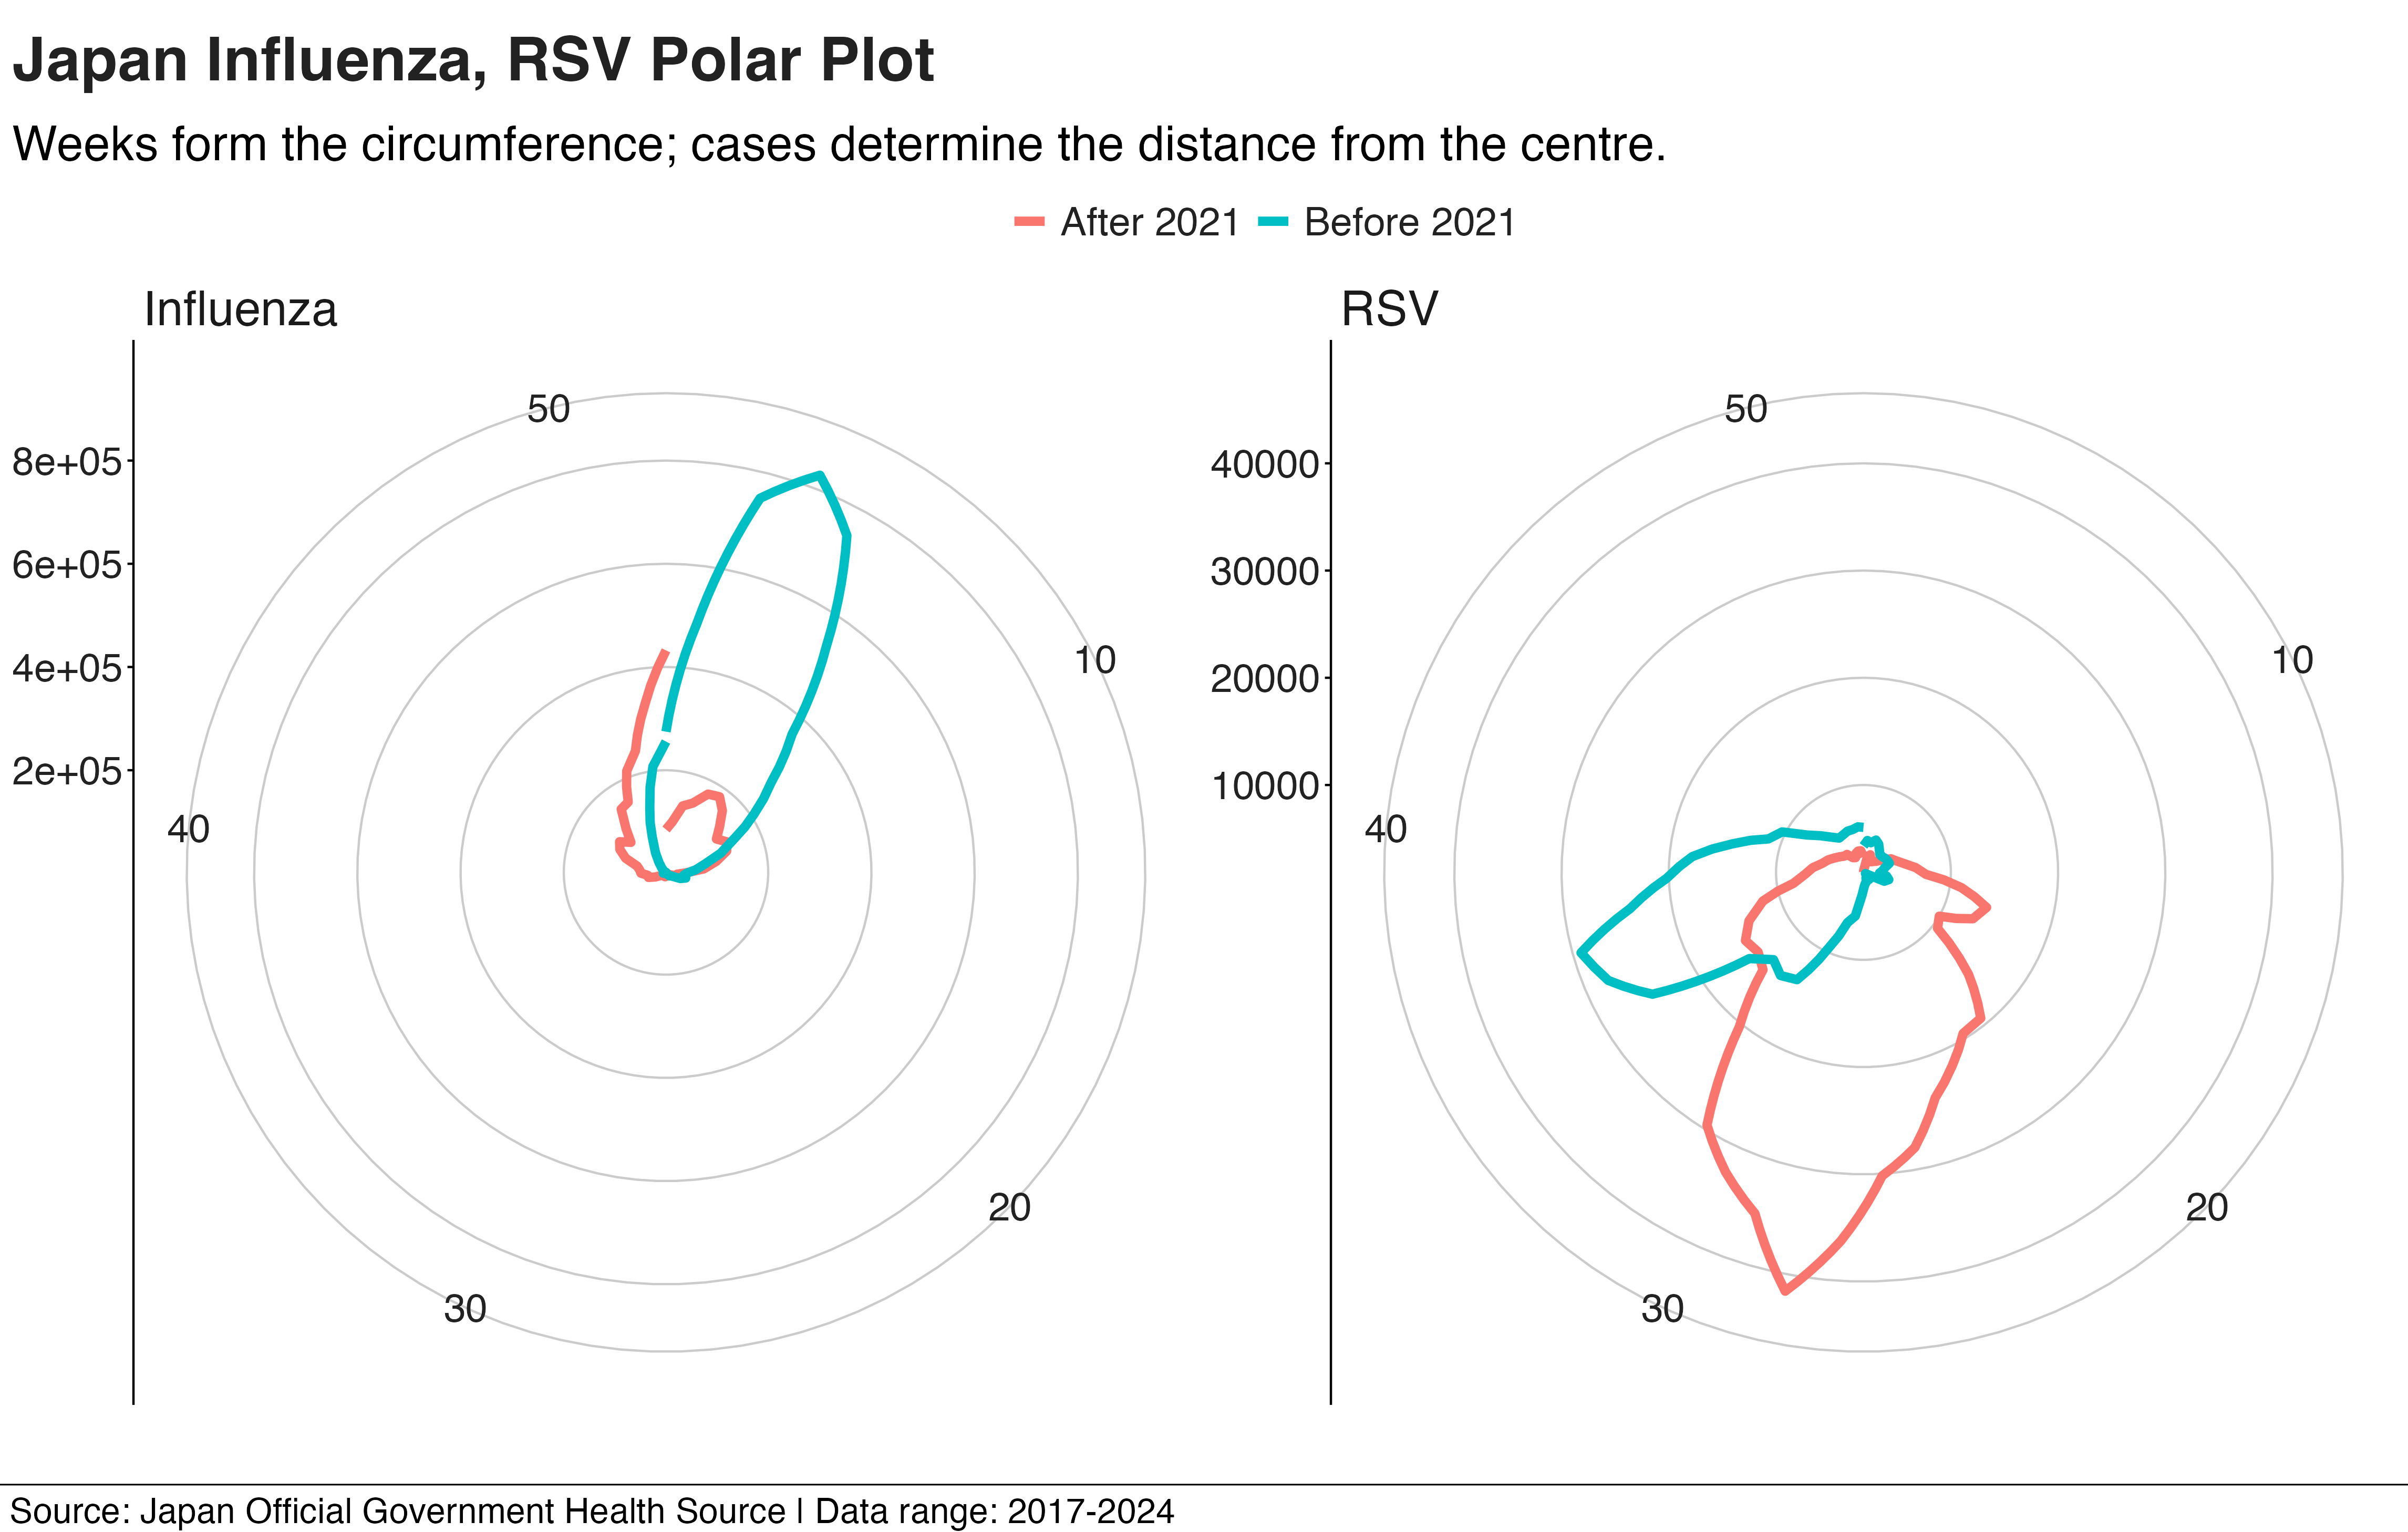 Japan Influenza, RSV Polar Plot
Weeks form the circumference; cases determine the distance from the centre.
After 2021 Before 2021
Influenza
8e+05
6e+05
4e+05
2e+05
50
10
20
30
40
RSV
40000
30000
20000
10000
50
10
20
30
40
Source: Japan Official Government Health Source | Data range: 2017-2024